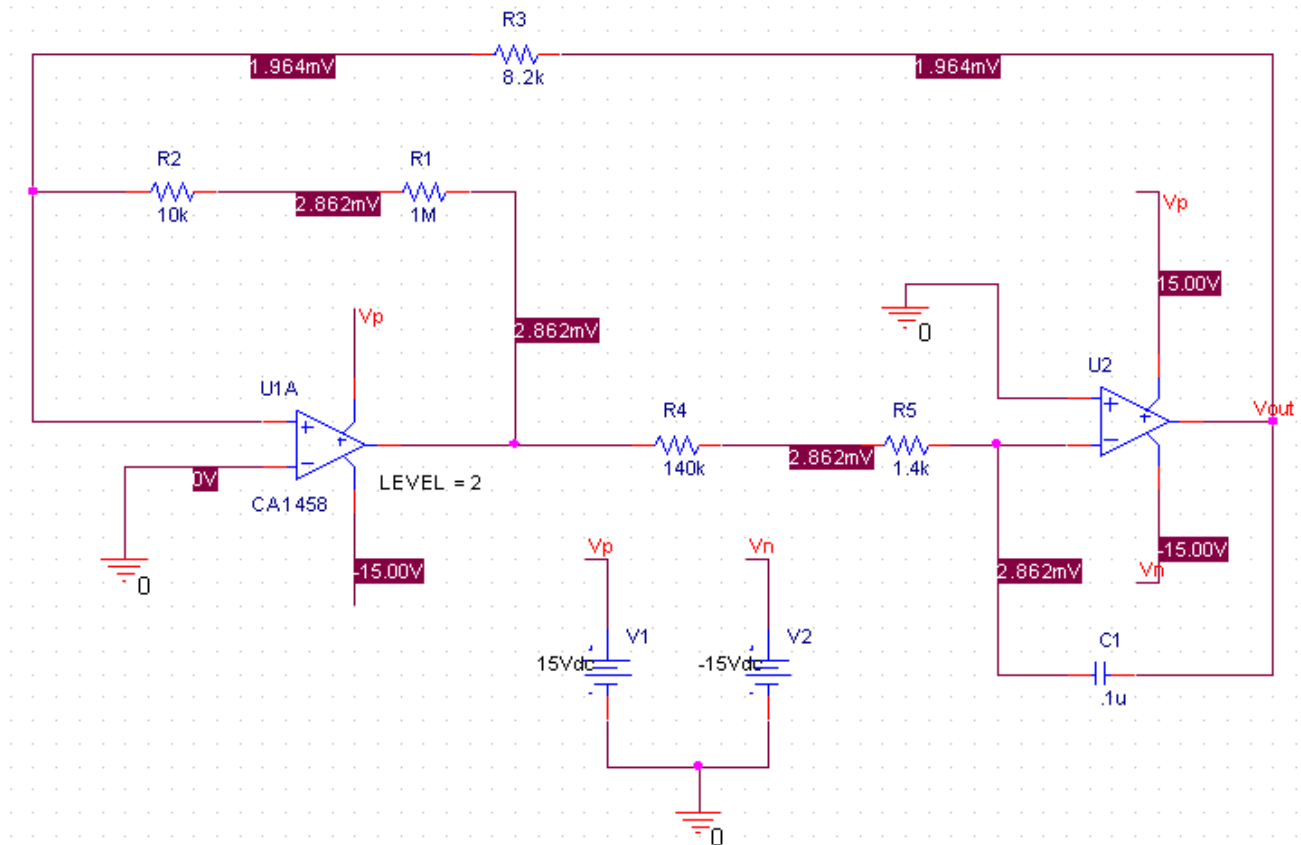 R3
1.964mV
1.964mV
8.2k
R2
R1
2.862mV
10k
1M
Vp
15.00V
Vp
2.862mV
0
U1A
U2
+
-
+
+
-
+
R4
R5
Vout
140k
2.862mV
1.4k
0V
LEVEL = 2
CA1458
-15.00V
Vn
0
-15.00V
Vp
Vn
2.862mV
V1
V2
C1
15Vdc
-15Vdc
.1u
0